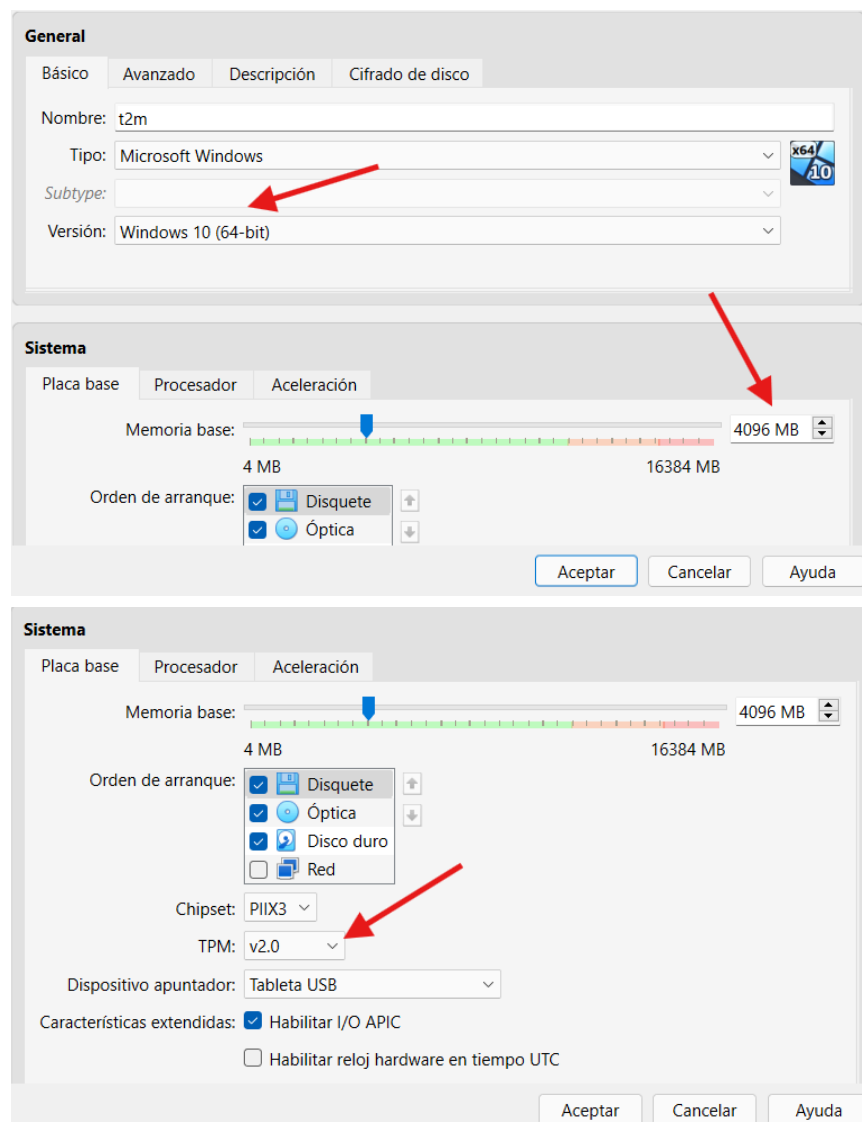 General
Básico Avanzado Descripción Cifrado de disco
Nombre: t2m
Tipo: Microsoft Windows
x64
10
Subtype:
Versión: Windows 10 (64-bit)
Sistema
Placa base Procesador Aceleración
Memoria base: 4096 MB
4 MB 16384 MB
Orden de arranque: Disquete
Óptica
Aceptar Cancelar Ayuda
Sistema
Placa base Procesador Aceleración
Memoria base: 4096 MB
4 MB 16384 MB
Orden de arranque: Disquete
Óptica
Disco duro
Red
Chipset: PIIX3
TPM: v2.0
Dispositivo apuntador: Tableta USB
Características extendidas: Habilitar I/O APIC
Habilitar reloj hardware en tiempo UTC
Aceptar Cancelar Ayuda